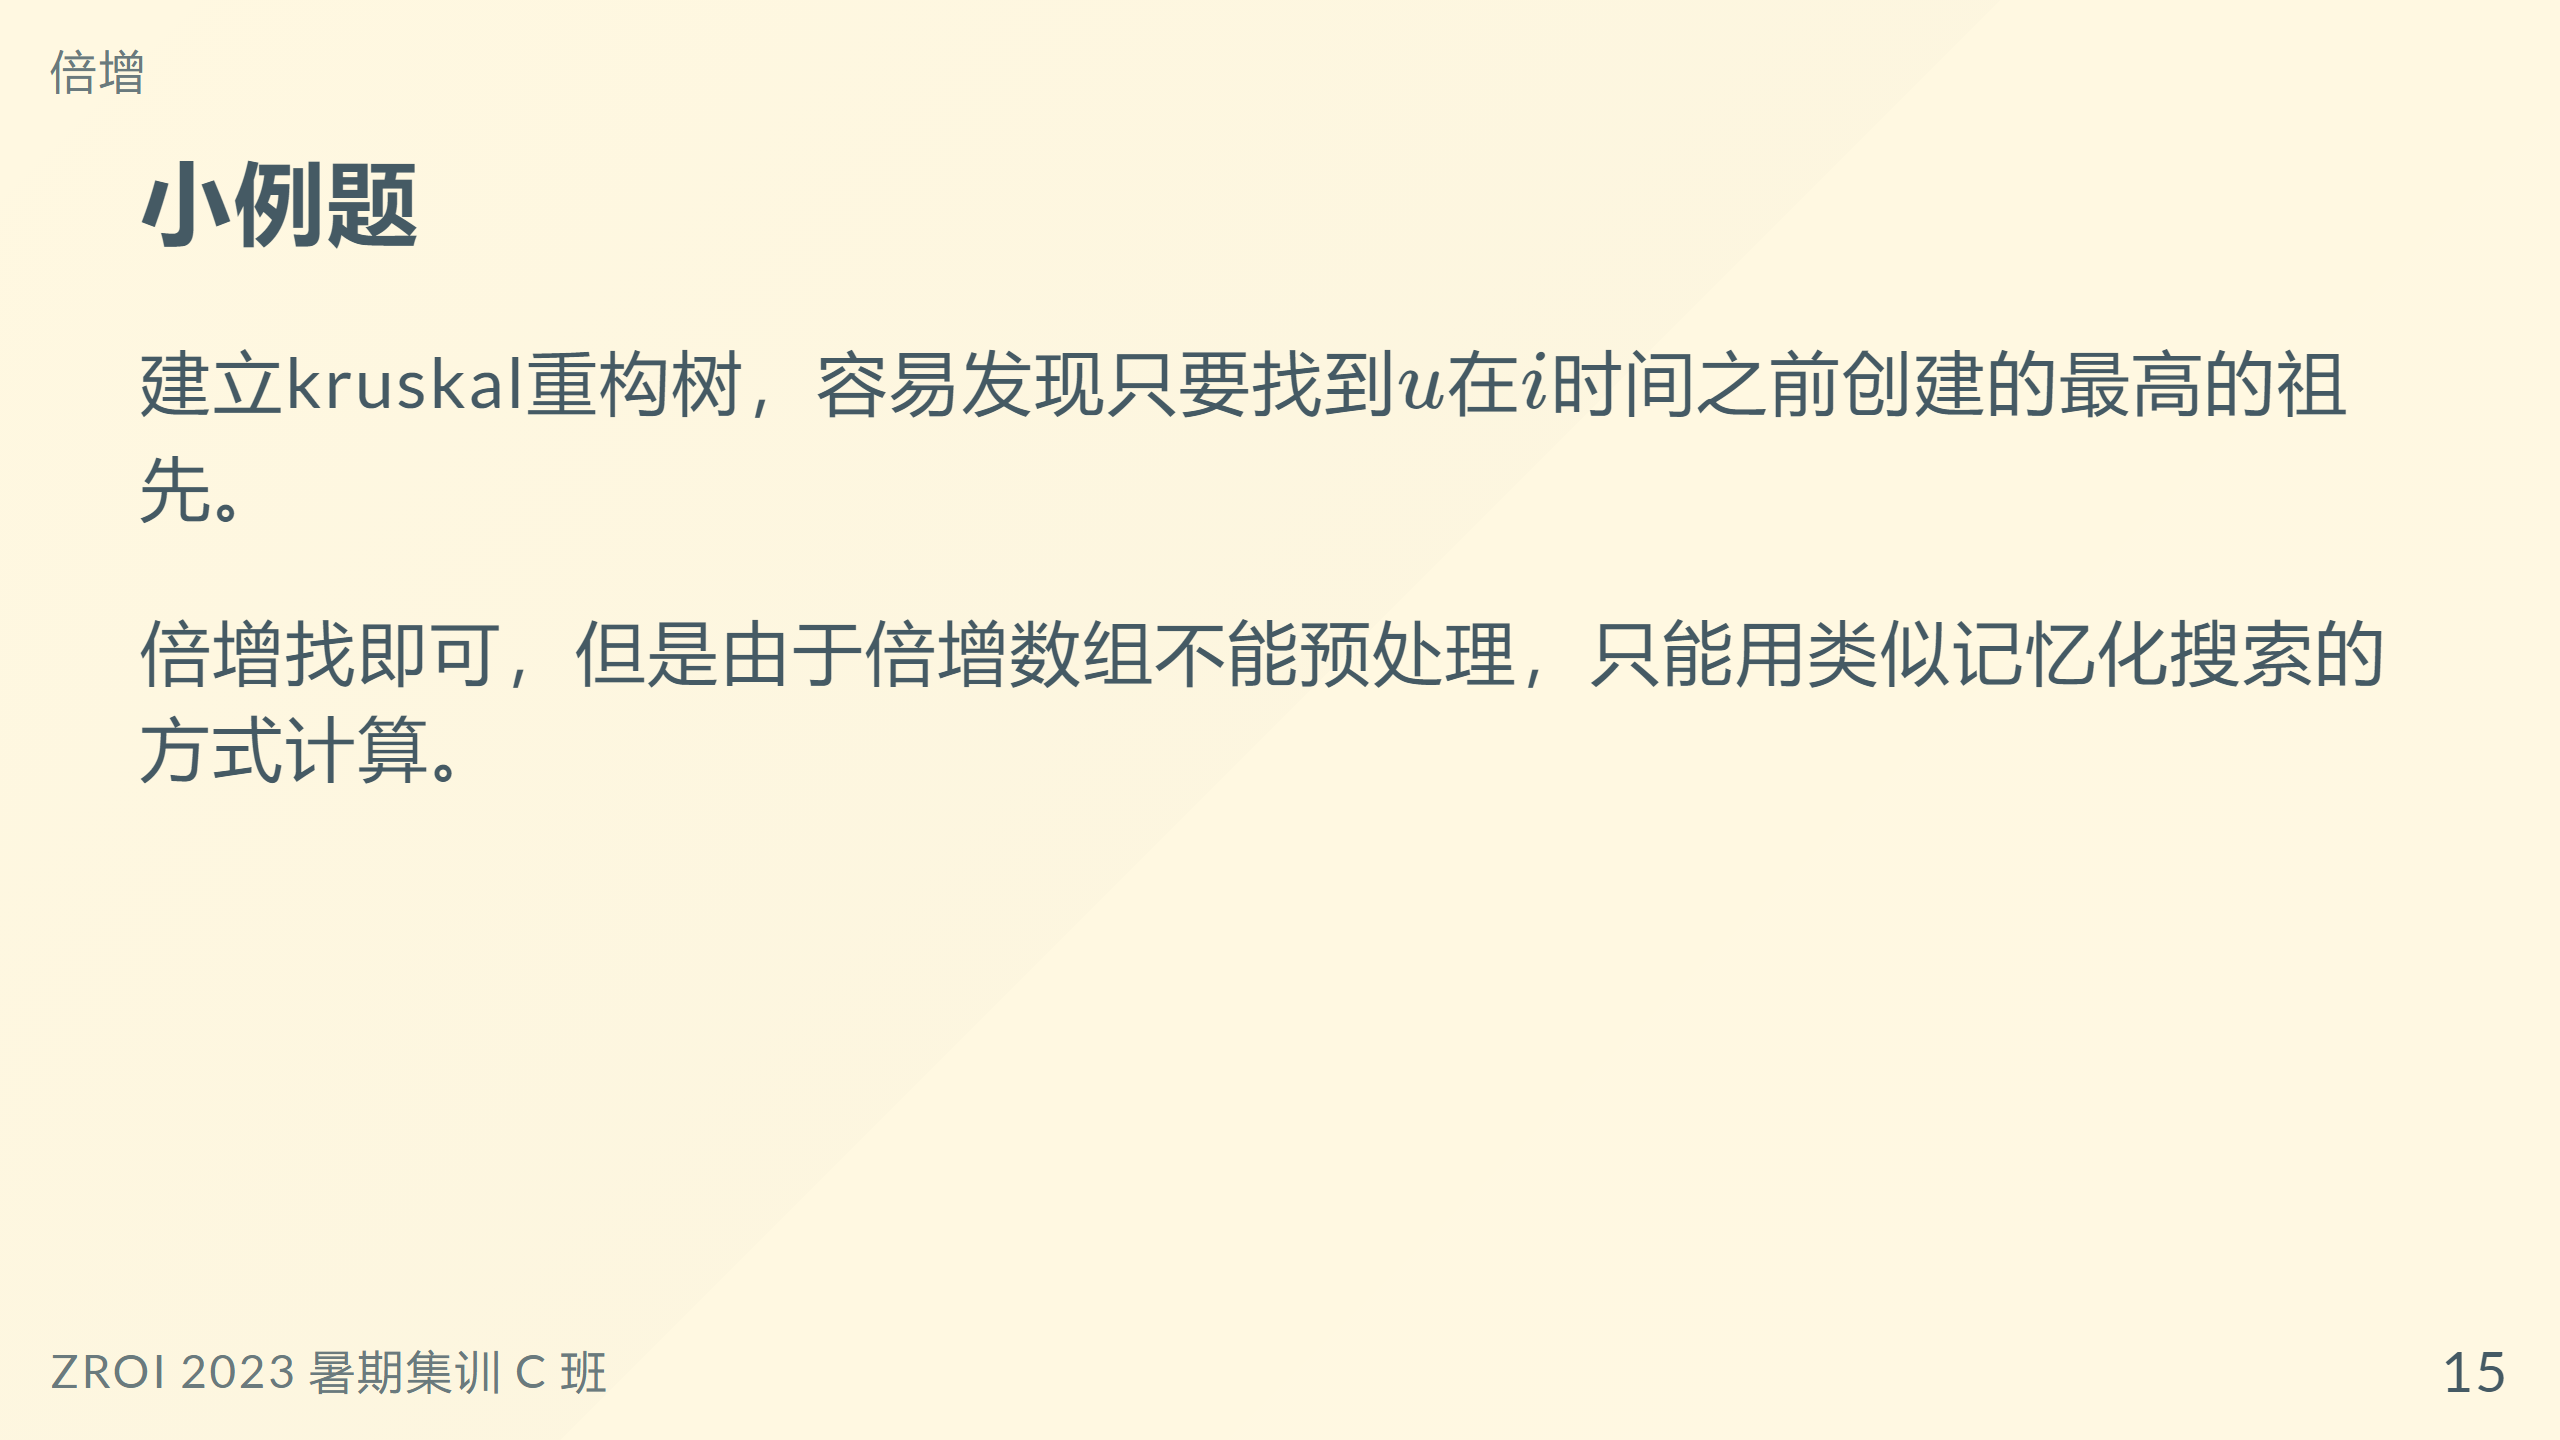 倍增
小例题
建立kruskal重构树，容易发现只要找到u在i时间之前创建的最高的祖
先。
倍增找即可，但是由于倍增数组不能预处理，只能用类似记忆化搜索的
方式计算。
ZROI 2023 暑期集训 C 班
15